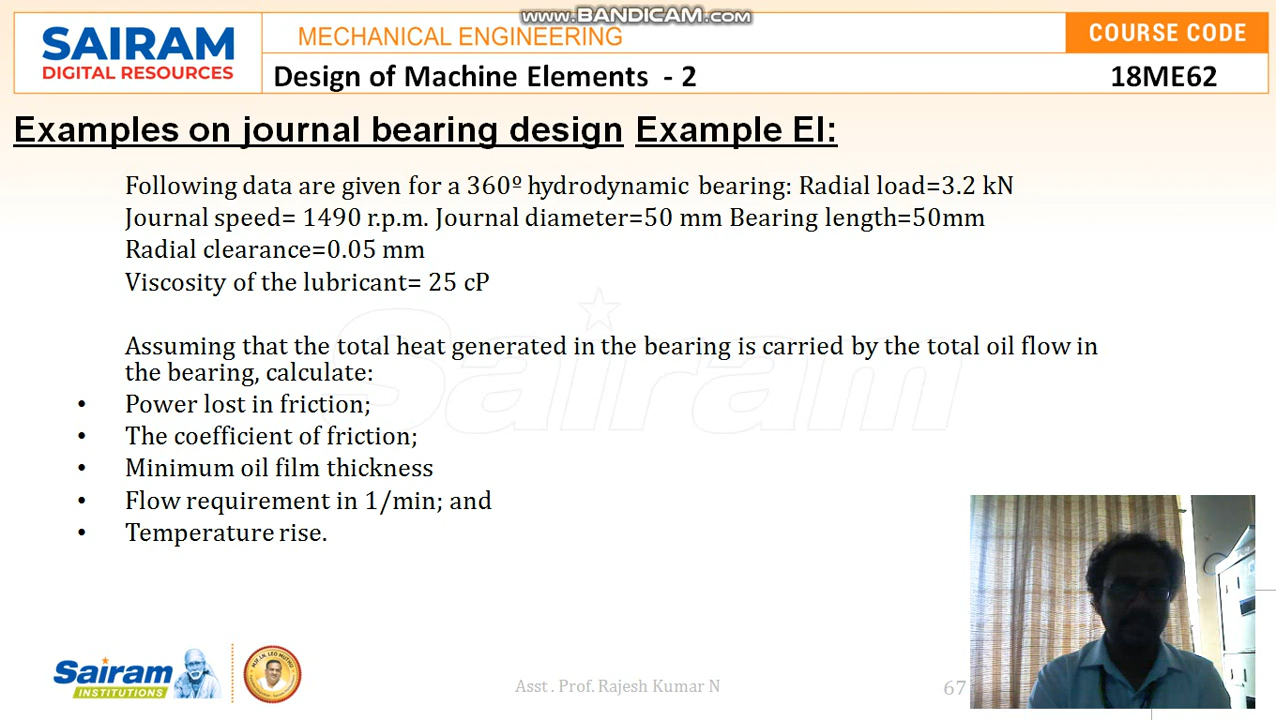 www.BANDICAM.com
SAIRAM
DIGITAL RESOURCES
MECHANICAL ENGINEERING
COURSE CODE
Design of Machine Elements - 2
18ME62
Examples on journal bearing design Example EI:
Following data are given for a 360º hydrodynamic bearing: Radial load=3.2 kN
Journal speed= 1490 r.p.m. Journal diameter=50 mm Bearing length=50mm
Radial clearance=0.05 mm
Viscosity of the lubricant= 25 cP
Sairam
Assuming that the total heat generated in the bearing is carried by the total oil flow in
the bearing, calculate:
• Power lost in friction;
• The coefficient of friction;
• Minimum oil film thickness
• Flow requirement in 1/min; and
• Temperature rise.
Sairam
INSTITUTIONS
MJF. LN. LEO MUTHU
Asst . Prof. Rajesh Kumar N
67